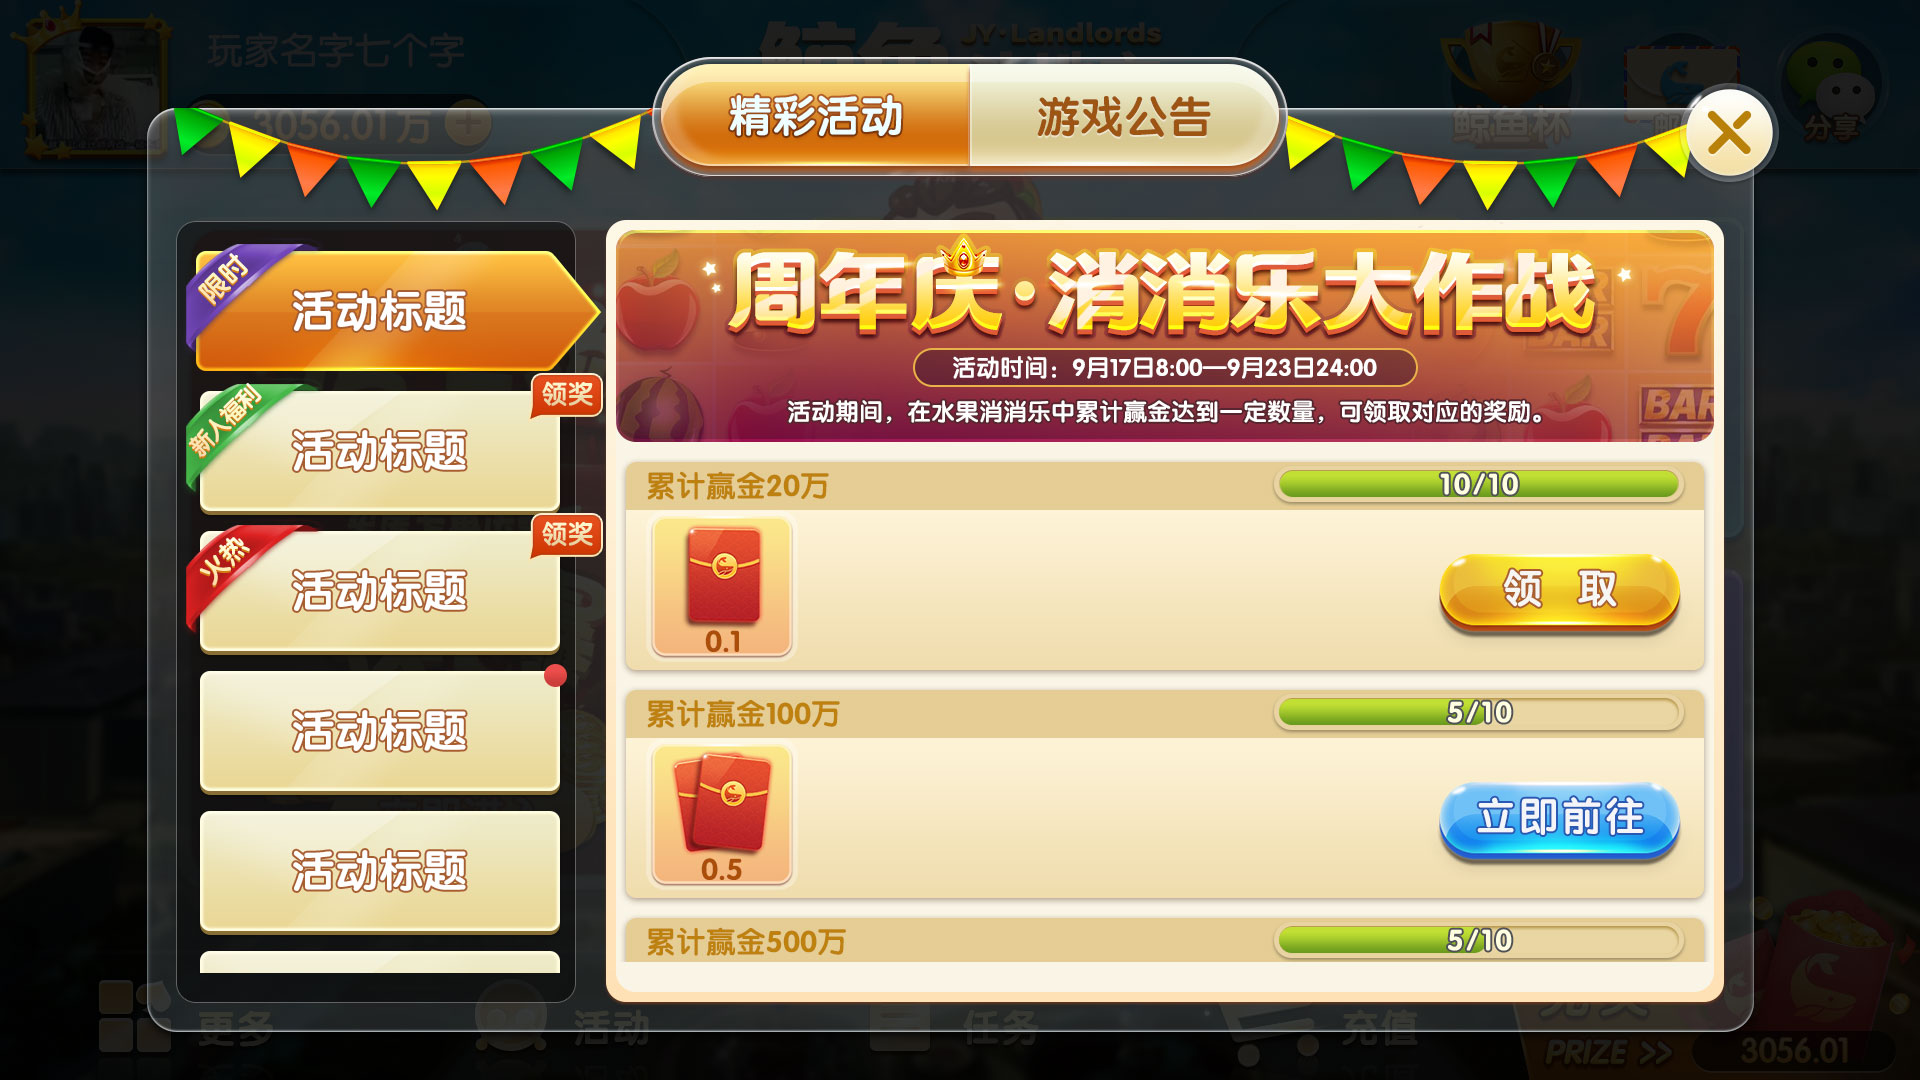 玩家名字七个字
JY·Landlords
3056.01万
鲸鱼杯
邮
分享
精彩活动
游戏公告
限时
活动标题
新人福利
领奖
活动标题
火热
领奖
活动标题
活动标题
活动标题
周年庆·消消乐大作战
活动时间：9月17日8:00—9月23日24:00
活动期间，在水果消消乐中累计赢金达到一定数量，可领取对应的奖励。
BAR
累计赢金20万
10/10
0.1
领 取
累计赢金100万
5/10
0.5
立即前往
累计赢金500万
5/10
更多
活动
任务
充值
PRIZE >>
3056.01